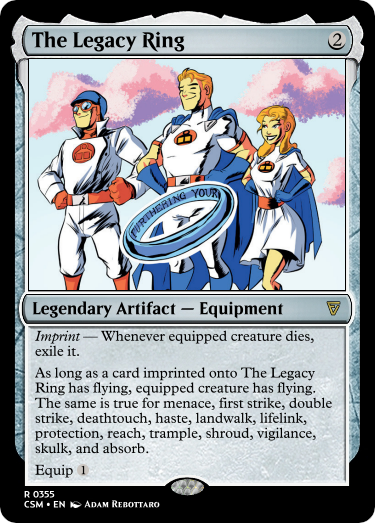 The Legacy Ring 2
FURTHERING YOUR
Legendary Artifact — Equipment
Imprint — Whenever equipped creature dies,
exile it.
As long as a card imprinted onto The Legacy
Ring has flying, equipped creature has flying.
The same is true for menace, first strike, double
strike, deathtouch, haste, landwalk, lifelink,
protection, reach, trample, shroud, vigilance,
skulk, and absorb.
Equip 1
R 0355
CSM • EN Adam Rebottaro